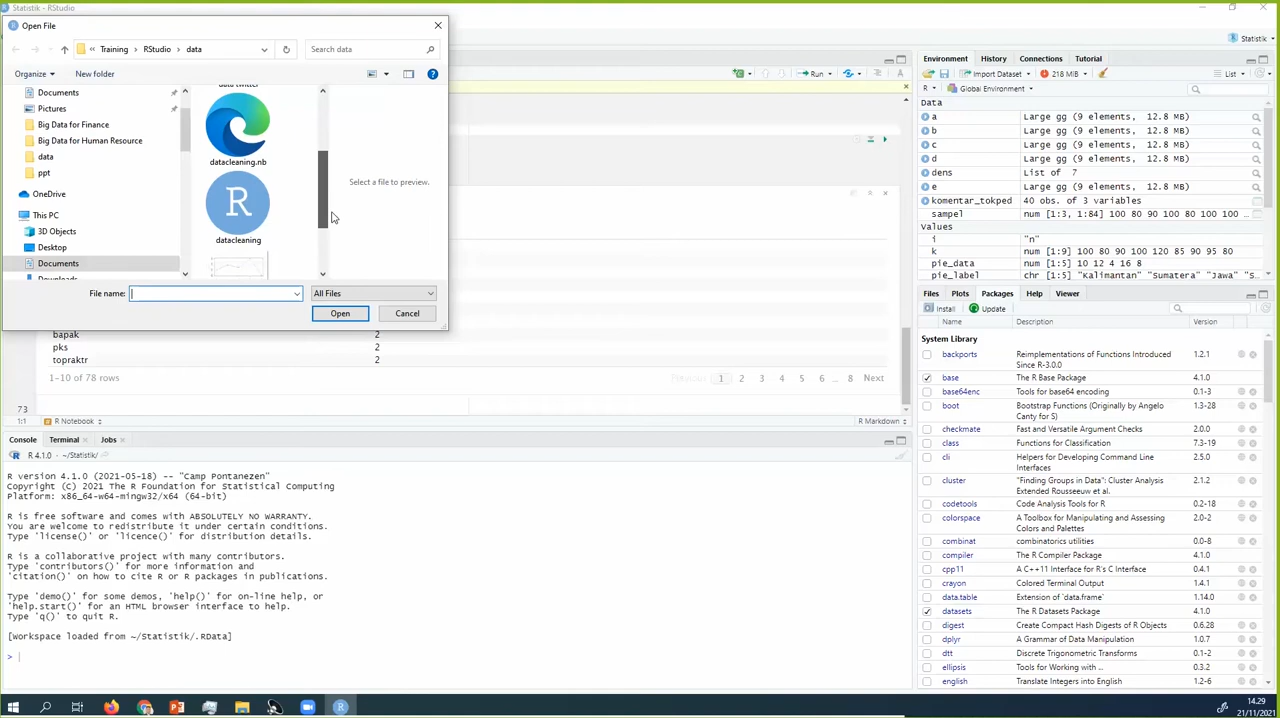 Statistik - RStudio
Open File
« Training > RStudio > data
Search data
Organize
New folder
Documents
Pictures
Big Data for Finance
Big Data for Human Resource
data
ppt
OneDrive
This PC
3D Objects
Desktop
Documents
Downloads
datacleaning.nb
R
datacleaning
Select a file to preview.
File name:
All Files
Open
Cancel
Run
bapak 2
pks 2
topraktr 2
1-10 of 78 rows
Previous 1 2 3 4 5 6 ... 8 Next
73
1:1 R Notebook
R Markdown
Console Terminal Jobs
R 4.1.0 · ~/Statistik/
R version 4.1.0 (2021-05-18) -- "Camp Pontanezen"
Copyright (C) 2021 The R Foundation for Statistical Computing
Platform: x86_64-w64-mingw32/x64 (64-bit)
R is free software and comes with ABSOLUTELY NO WARRANTY.
You are welcome to redistribute it under certain conditions.
Type 'license()' or 'licence()' for distribution details.
R is a collaborative project with many contributors.
Type 'contributors()' for more information and
'citation()' on how to cite R or R packages in publications.
Type 'demo()' for some demos, 'help()' for on-line help, or
'help.start()' for an HTML browser interface to help.
Type 'q()' to quit R.
[Workspace loaded from ~/Statistik/.RData]
>
Statistik
Environment History Connections Tutorial
Import Dataset 218 MiB List
R Global Environment
Data
a Large gg (9 elements, 12.8 MB)
b Large gg (9 elements, 12.8 MB)
c Large gg (9 elements, 12.8 MB)
d Large gg (9 elements, 12.8 MB)
dens List of 7
e Large gg (9 elements, 12.8 MB)
komentar_tokped 40 obs. of 3 variables
sampel num [1:3, 1:84] 100 80 90 100 80 100 100 ...
Values
i "n"
k num [1:9] 100 80 90 100 120 85 90 95 80
pie_data num [1:5] 10 12 4 16 8
pie_label chr [1:5] "Kalimantan" "Sumatera" "Jawa" "S...
Files Plots Packages Help Viewer
Install Update
Name Description Version
System Library
backports Reimplementations of Functions Introduced Since R-3.0.0 1.2.1
base The R Base Package 4.1.0
base64enc Tools for base64 encoding 0.1-3
boot Bootstrap Functions (Originally by Angelo Canty for S) 1.3-28
checkmate Fast and Versatile Argument Checks 2.0.0
class Functions for Classification 7.3-19
cli Helpers for Developing Command Line Interfaces 2.5.0
cluster "Finding Groups in Data": Cluster Analysis Extended Rousseeuw et al. 2.1.2
codetools Code Analysis Tools for R 0.2-18
colorspace A Toolbox for Manipulating and Assessing Colors and Palettes 2.0-2
combinat combinatorics utilities 0.0-8
compiler The R Compiler Package 4.1.0
cpp11 A C++11 Interface for R's C Interface 0.4.1
crayon Colored Terminal Output 1.4.1
data.table Extension of `data.frame` 1.14.0
datasets The R Datasets Package 4.1.0
digest Create Compact Hash Digests of R Objects 0.6.28
dplyr A Grammar of Data Manipulation 1.0.7
dtt Discrete Trigonometric Transforms 0.1-2
ellipsis Tools for Working with ... 0.3.2
english Translate Integers into English 1.2-6
14.29
21/11/2021